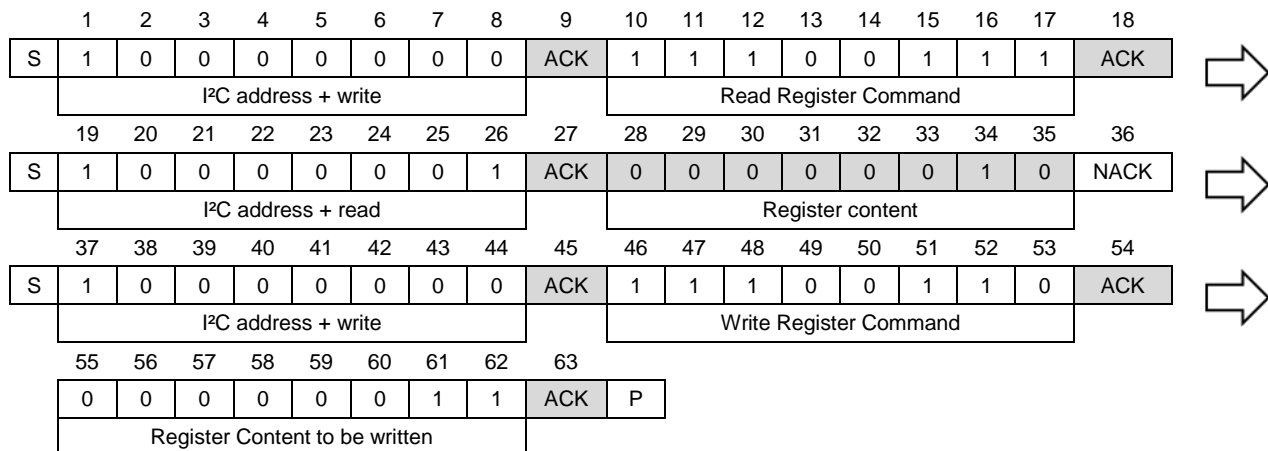 1 2 3 4 5 6 7 8 9 10 11 12 13 14 15 16 17 18
S 1 0 0 0 0 0 0 0 ACK 1 1 1 0 0 1 1 1 ACK
I²C address + write Read Register Command
19 20 21 22 23 24 25 26 27 28 29 30 31 32 33 34 35 36
S 1 0 0 0 0 0 0 1 ACK 0 0 0 0 0 0 1 0 NACK
I²C address + read Register content
37 38 39 40 41 42 43 44 45 46 47 48 49 50 51 52 53 54
S 1 0 0 0 0 0 0 0 ACK 1 1 1 0 0 1 1 0 ACK
I²C address + write Write Register Command
55 56 57 58 59 60 61 62 63
0 0 0 0 0 0 1 1 ACK P
Register Content to be written